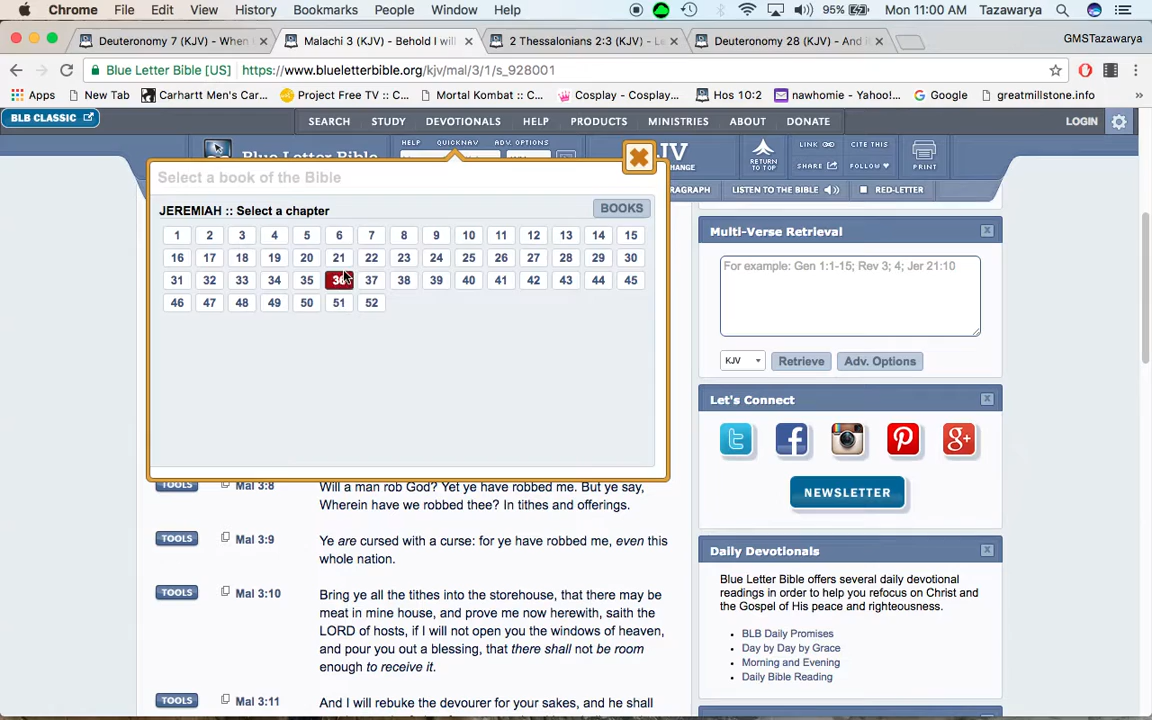 Chrome File Edit View History Bookmarks People Window Help 95% Mon 11:00 AM Tazawarya
Deuteronomy 7 (KJV) - When Malachi 3 (KJV) - Behold I will 2 Thessalonians 2:3 (KJV) - Le Deuteronomy 28 (KJV) - And GMSTazawarya
Blue Letter Bible [US] https://www.blueletterbible.org/kjv/mal/3/1/s_928001
Apps New Tab Carhartt Men's Car... Project Free TV :: C... Mortal Kombat :: C... Cosplay - Cosplay... Hos 10:2 nawhomie - Yahoo!... Google greatmillstone.info »
BLB CLASSIC SEARCH STUDY DEVOTIONALS HELP PRODUCTS MINISTRIES ABOUT DONATE LOGIN
HELP QUICKNAV ADV. OPTIONS
Blue Letter Bible KJV CHANGE RETURN TO TOP LINK CITE THIS SHARE FOLLOW PRINT
PARAGRAPH LISTEN TO THE BIBLE RED-LETTER
Select a book of the Bible
JEREMIAH :: Select a chapter BOOKS
1 2 3 4 5 6 7 8 9 10 11 12 13 14 15
16 17 18 19 20 21 22 23 24 25 26 27 28 29 30
31 32 33 34 35 36 37 38 39 40 41 42 43 44 45
46 47 48 49 50 51 52
TOOLS Mal 3:8 Will a man rob God? Yet ye have robbed me. But ye say,
Wherein have we robbed thee? In tithes and offerings.
TOOLS Mal 3:9 Ye are cursed with a curse: for ye have robbed me, even this
whole nation.
TOOLS Mal 3:10 Bring ye all the tithes into the storehouse, that there may be
meat in mine house, and prove me now herewith, saith the
LORD of hosts, if I will not open you the windows of heaven,
and pour you out a blessing, that there shall not be room
enough to receive it.
TOOLS Mal 3:11 And I will rebuke the devourer for your sakes, and he shall
Multi-Verse Retrieval X
For example: Gen 1:1-15; Rev 3; 4; Jer 21:10
KJV Retrieve Adv. Options
Let's Connect X
NEWSLETTER
Daily Devotionals X
Blue Letter Bible offers several daily devotional
readings in order to help you refocus on Christ and
the Gospel of His peace and righteousness.
BLB Daily Promises
Day by Day by Grace
Morning and Evening
Daily Bible Reading